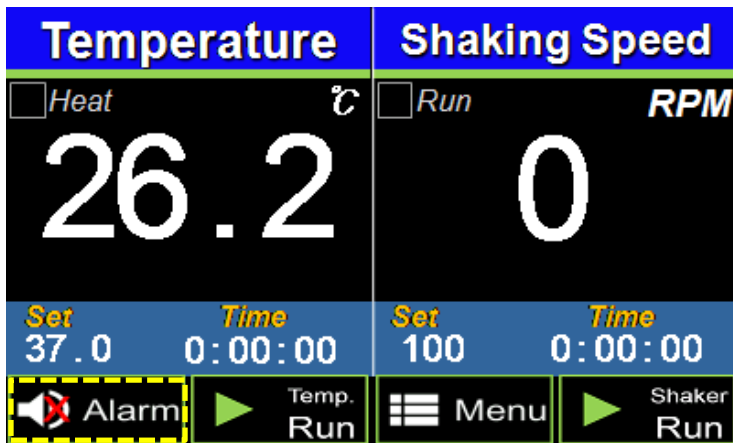 Temperature
Shaking Speed
Heat ℃
Run RPM
26.2
0
Set Time
37.0 0:00:00
Set Time
100 0:00:00
Alarm
Temp.
Run
Menu
Shaker
Run